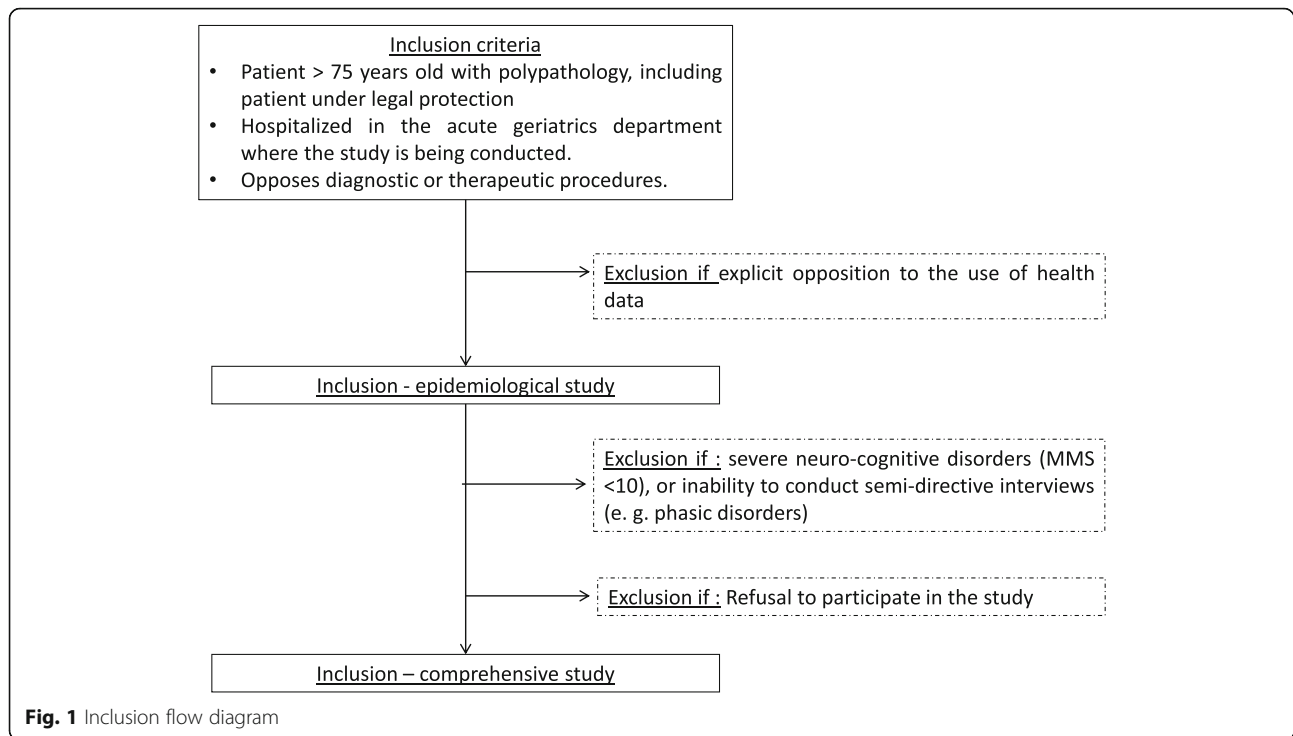 Inclusion criteria
• Patient > 75 years old with polypathology, including
patient under legal protection
• Hospitalized in the acute geriatrics department
where the study is being conducted.
• Opposes diagnostic or therapeutic procedures.
Exclusion if explicit opposition to the use of health
data
Inclusion - epidemiological study
Exclusion if : severe neuro-cognitive disorders (MMS
<10), or inability to conduct semi-directive interviews
(e. g. phasic disorders)
Exclusion if : Refusal to participate in the study
Inclusion – comprehensive study
Fig. 1 Inclusion flow diagram